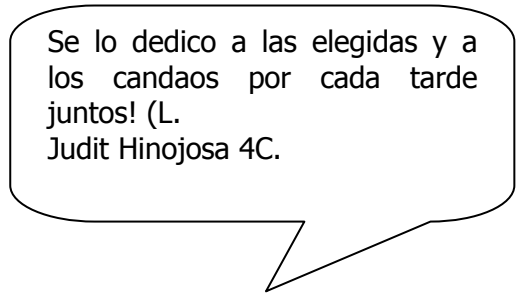 Se lo dedico a las elegidas y a
los candaos por cada tarde
juntos! (L.
Judit Hinojosa 4C.